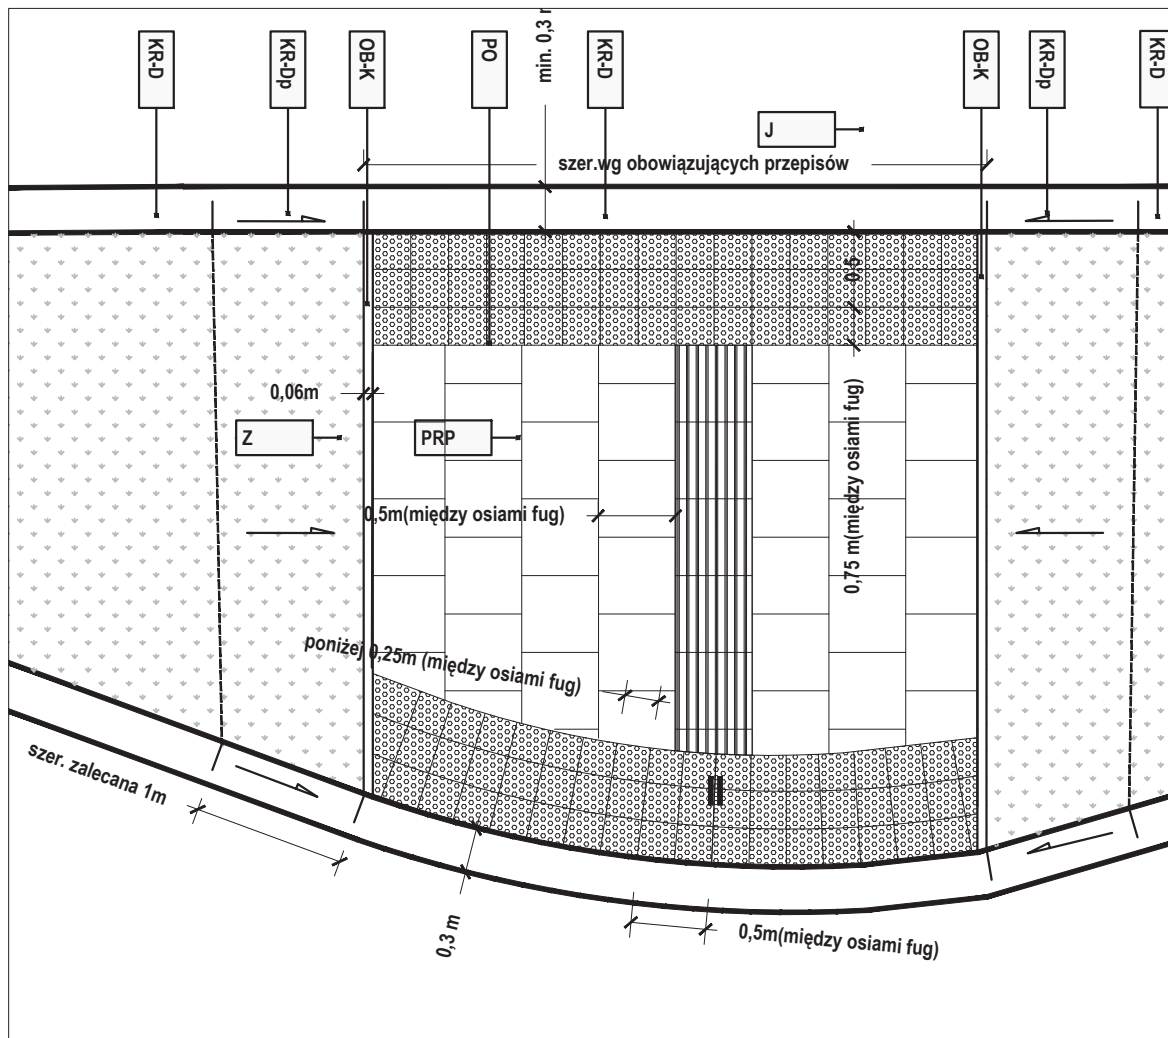 KR-D
KR-Dp
OB-K
PO
min. 0,3 m
KR-D
OB-K
KR-Dp
KR-D
J
szer.wg obowiązujących przepisów
0,5
0,06m
Z
PRP
0,5m(między osiami fug)
0,75 m(między osiami fug)
poniżej 0,25m (między osiami fug)
szer. zalecana 1m
0,3 m
0,5m(między osiami fug)